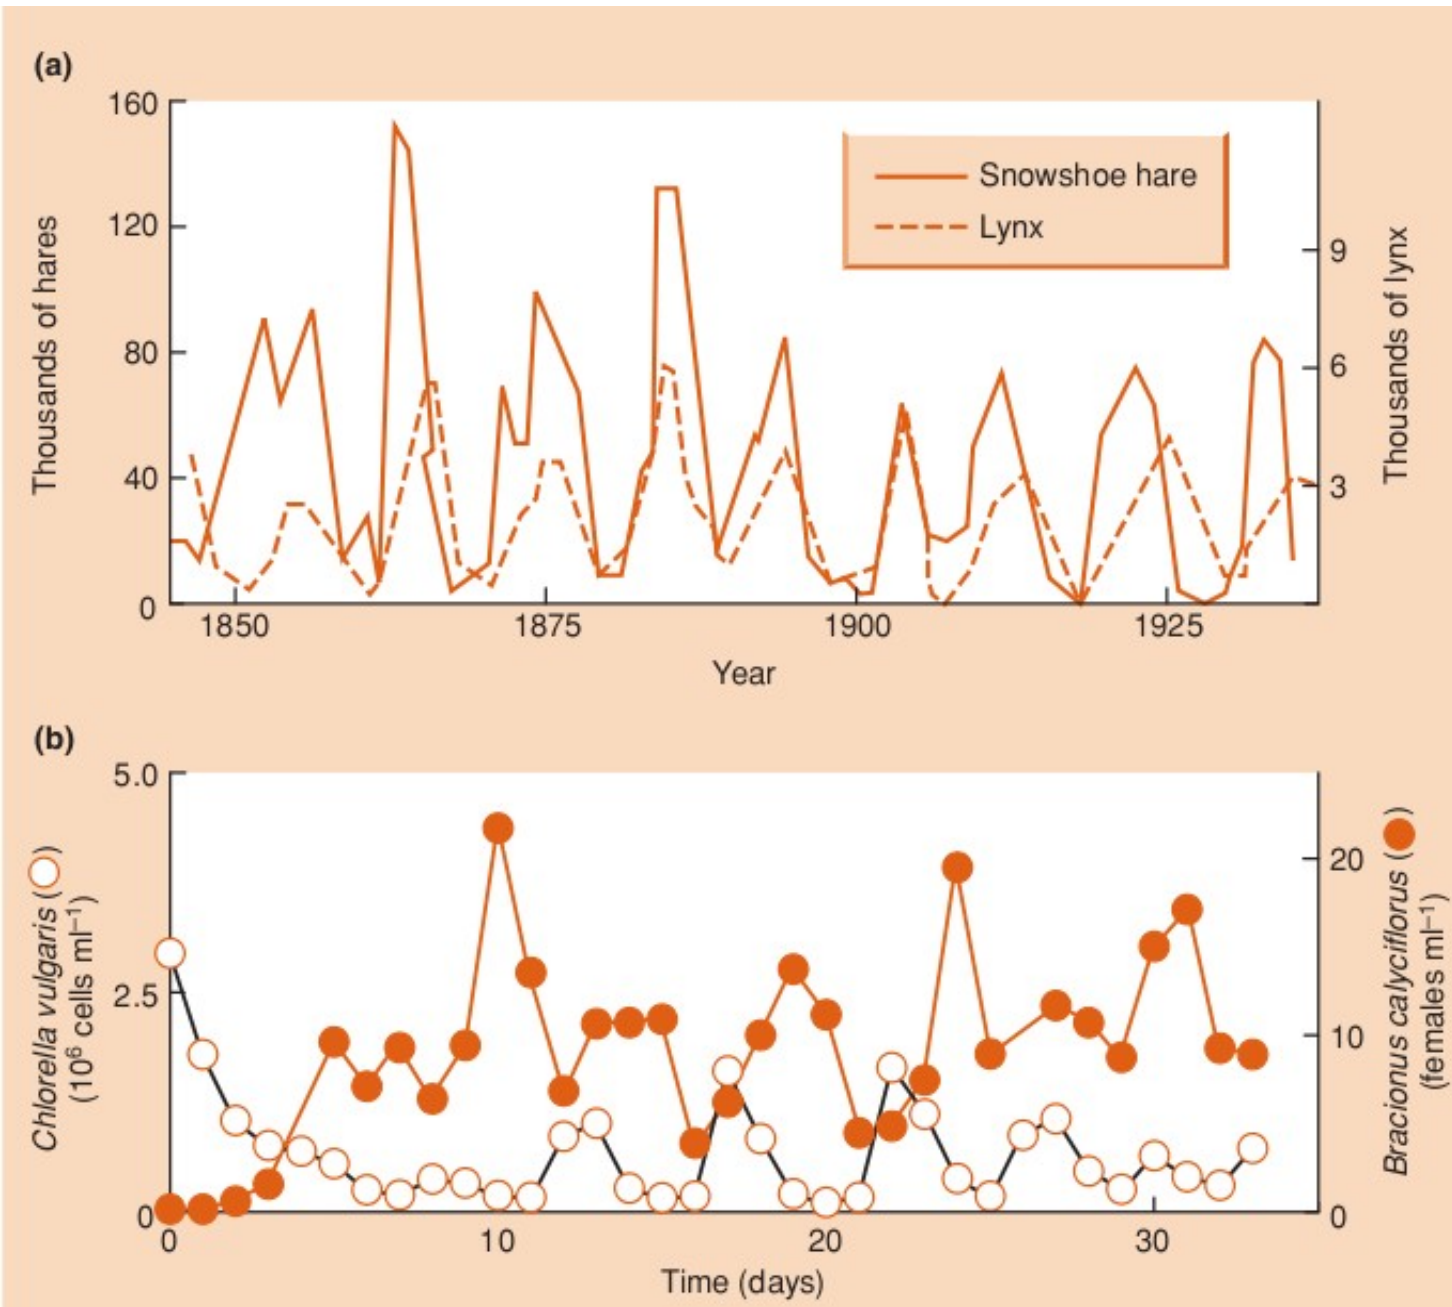 (a)
160
120
80
40
0
Thousands of hares
Snowshoe hare
Lynx
9
6
3
Thousands of lynx
1850
1875
1900
1925
Year
(b)
5.0
2.5
0
Chlorella vulgaris ( )
(10⁶ cells ml⁻¹)
20
10
0
Bracionus calyciflorus ( )
(females ml⁻¹)
0
10
20
30
Time (days)